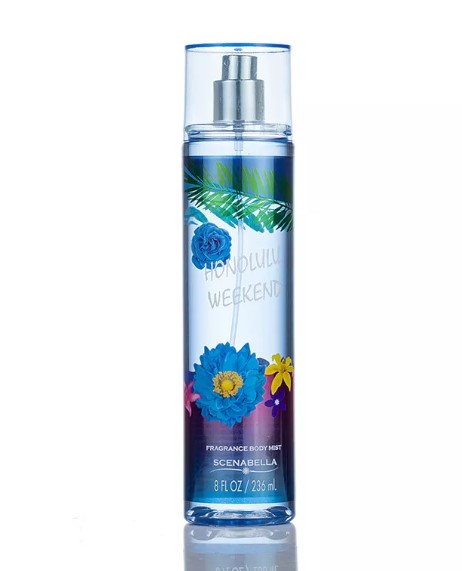 HONOLULU
WEEKEND
FRAGRANCE BODY MIST
SCENABELLA
8 FL OZ / 236 ml.